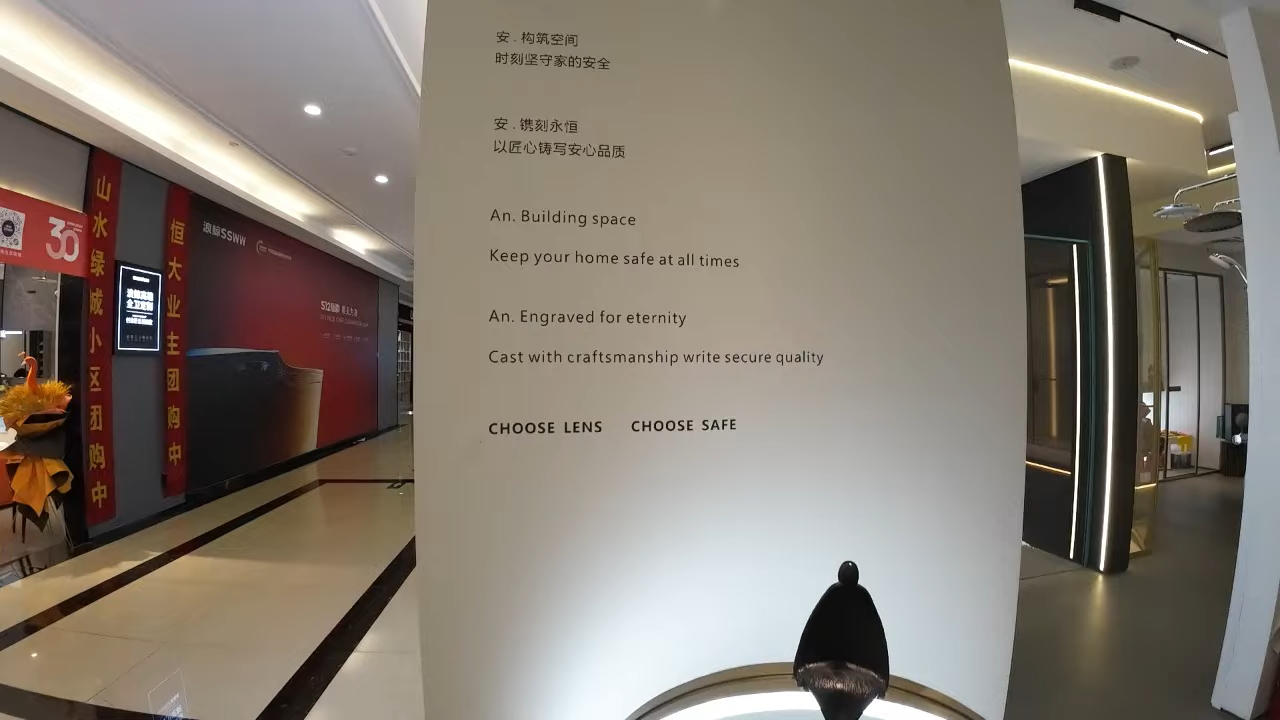 安.构筑空间
时刻坚守家的安全
安.镌刻永恒
以匠心铸写安心品质
An. Building space
Keep your home safe at all times
An. Engraved for eternity
Cast with craftsmanship write secure quality
CHOOSE LENS CHOOSE SAFE
30
山水绿城小区团购中
恒大业主团购中
浪鲸SSWW